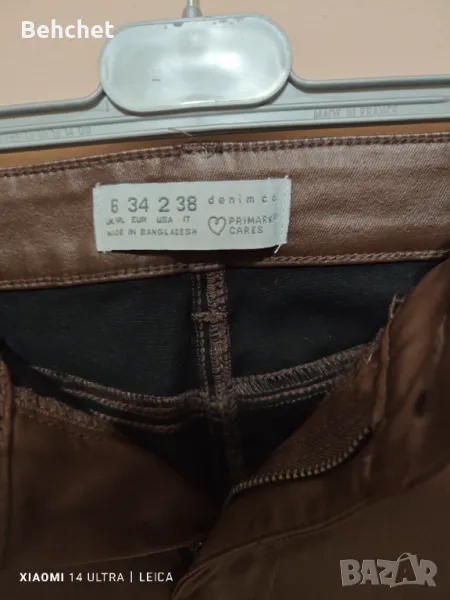 Behchet
MADE IN FRANCE
6 34 2 38
UK/IRL EUR USA IT
MADE IN BANGLADESH
denim co
PRIMARK
CARES
XIAOMI 14 ULTRA | LEICA
BAZAR